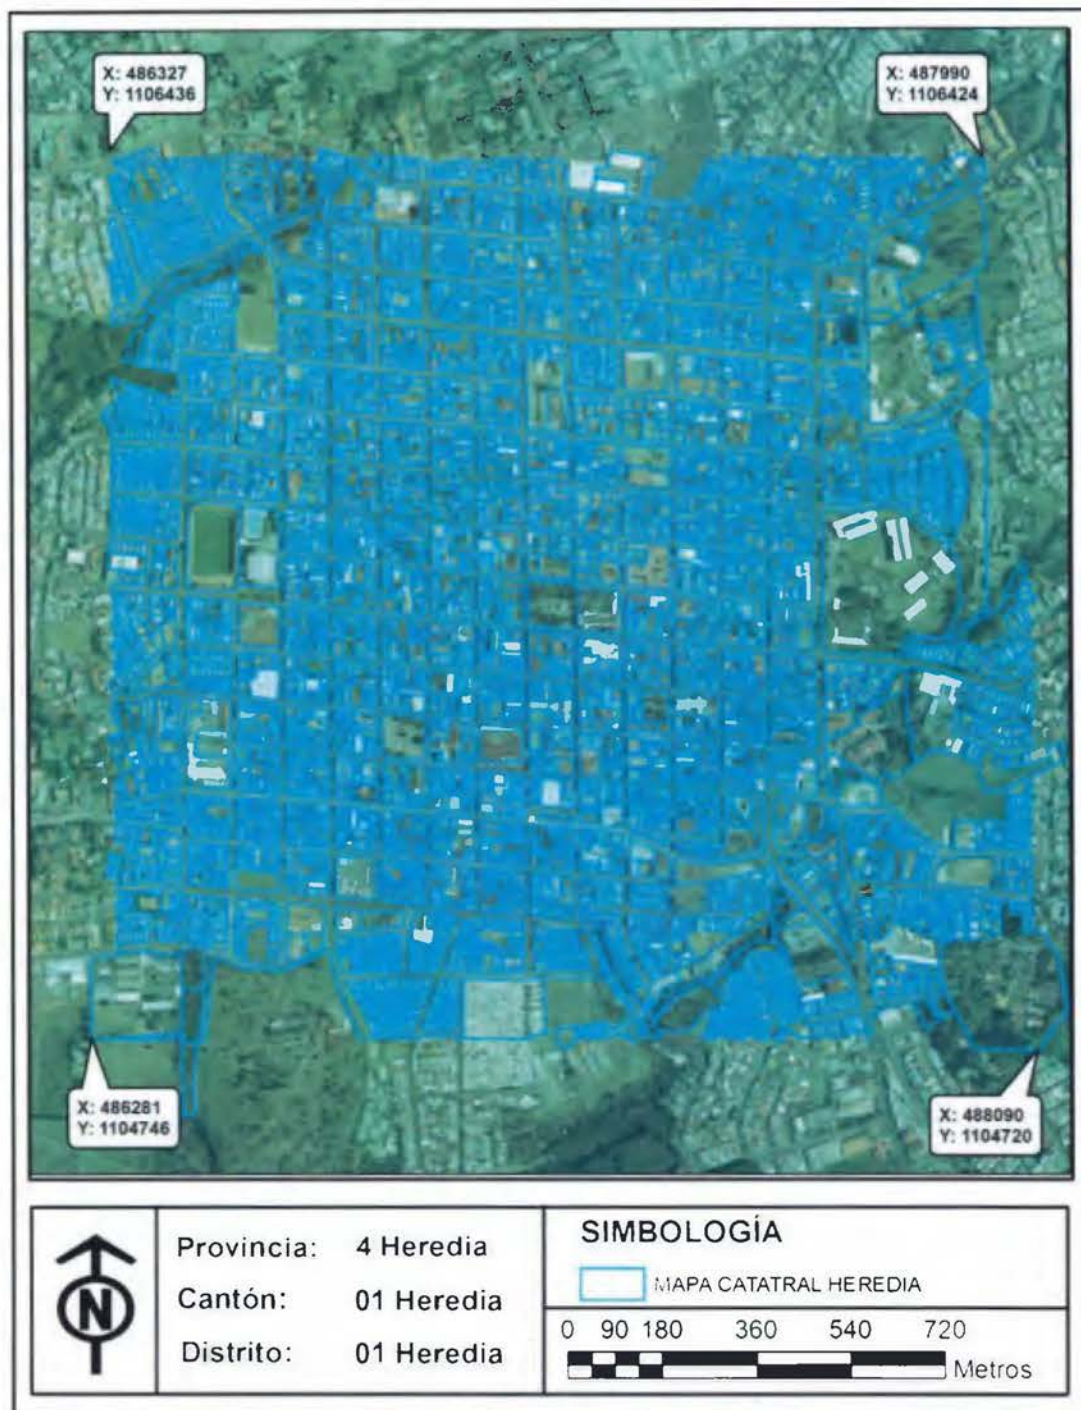 X: 486327
Y: 1106436
X: 487990
Y: 1106424
X: 486281
Y: 1104746
X: 488090
Y: 1104720
Provincia: 4 Heredia
Cantón: 01 Heredia
Distrito: 01 Heredia
N
SIMBOLOGÍA
MAPA CATATRAL HEREDIA
0 90 180 360 540 720
Metros